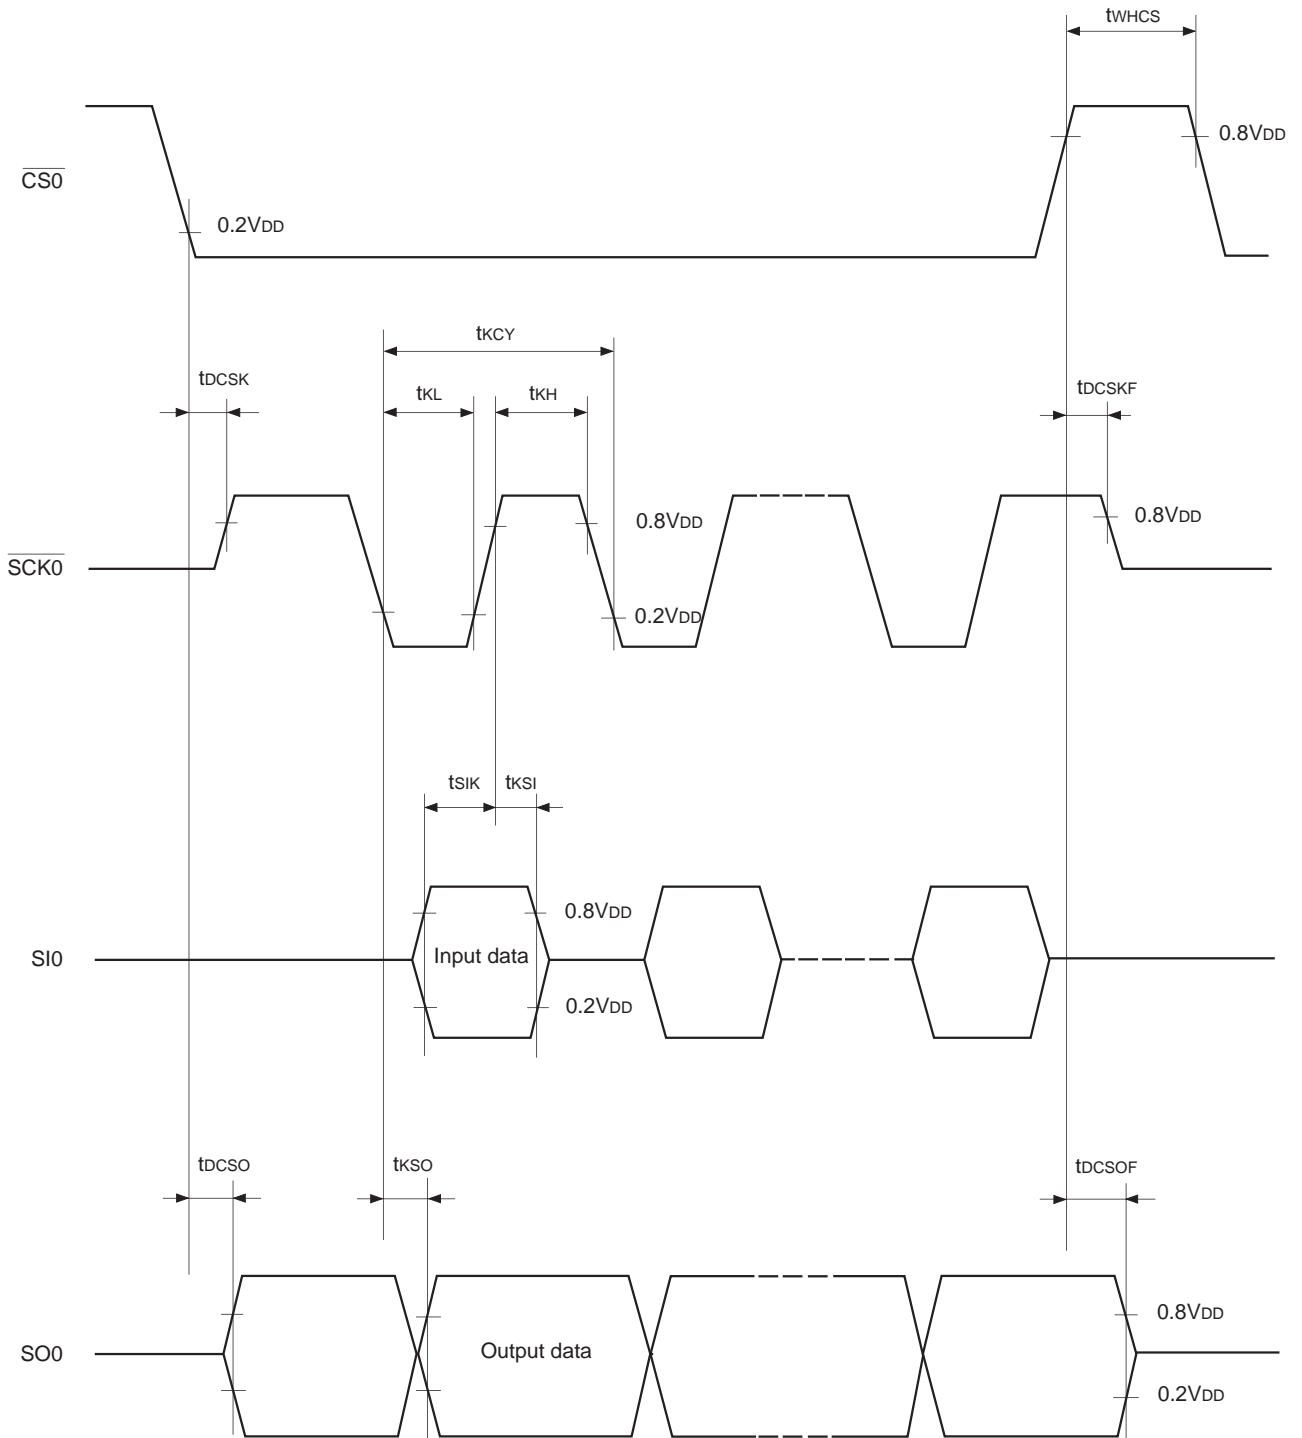 tWHCS
0.8VDD
CS0
0.2VDD
tKCY
tDCSK
tKL
tKH
tDCSKF
0.8VDD
0.8VDD
SCK0
0.2VDD
tSIK
tKSI
0.8VDD
SI0
Input data
0.2VDD
tDCSO
tKSO
tDCSOF
0.8VDD
SO0
Output data
0.2VDD